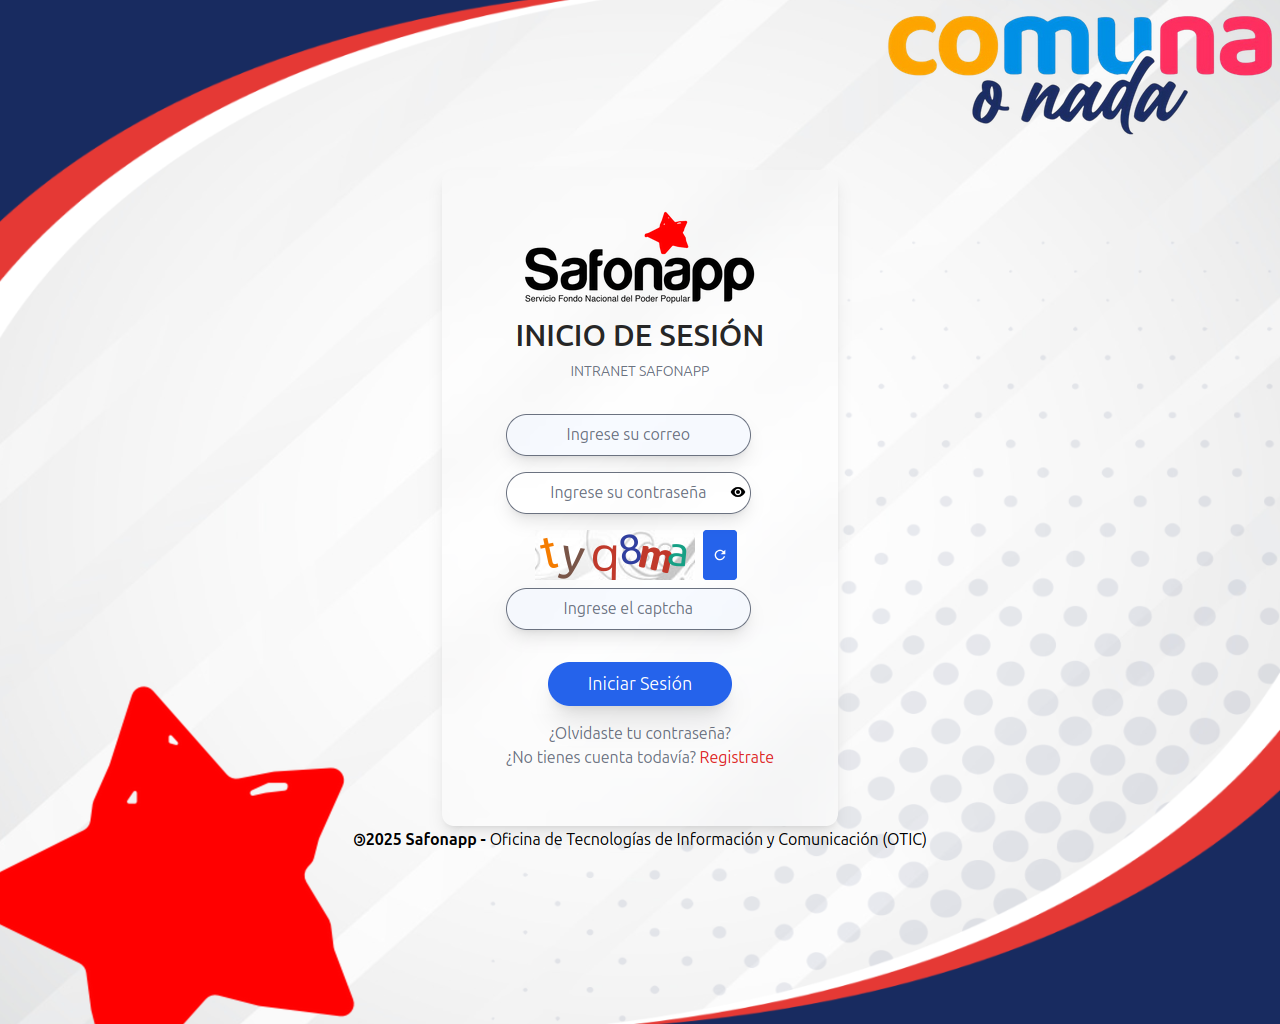 comuna
o nada
Safonapp
Servicio Fondo Nacional del Poder Popular
INICIO DE SESIÓN
INTRANET SAFONAPP
Ingrese su correo
Ingrese su contraseña
tyq8ma
Ingrese el captcha
Iniciar Sesión
¿Olvidaste tu contraseña?
¿No tienes cuenta todavía? Registrate
©2025 Safonapp - Oficina de Tecnologías de Información y Comunicación (OTIC)